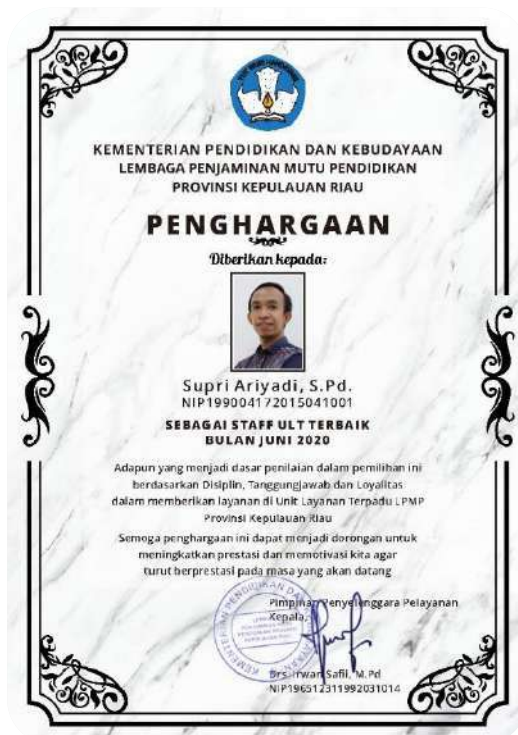 TUT WURI HANDAYANI
KEMENTERIAN PENDIDIKAN DAN KEBUDAYAAN
LEMBAGA PENJAMINAN MUTU PENDIDIKAN
PROVINSI KEPULAUAN RIAU
PENGHARGAAN
Diberikan kepada:
Supri Ariyadi, S.Pd.
NIP199004172015041001
SEBAGAI STAFF ULT TERBAIK
BULAN JUNI 2020
Adapun yang menjadi dasar penilaian dalam pemilihan ini
berdasarkan Disiplin, Tanggungjawab dan Loyalitas
dalam memberikan layanan di Unit Layanan Terpadu LPMP
Provinsi Kepulauan Riau
Semoga penghargaan ini dapat menjadi dorongan untuk
meningkatkan prestasi dan memotivasi kita agar
turut berprestasi pada masa yang akan datang
Pimpinan Penyelenggara Pelayanan
Kepala,
Drs. Irwan Safii, M.Pd
NIP196512311992031014